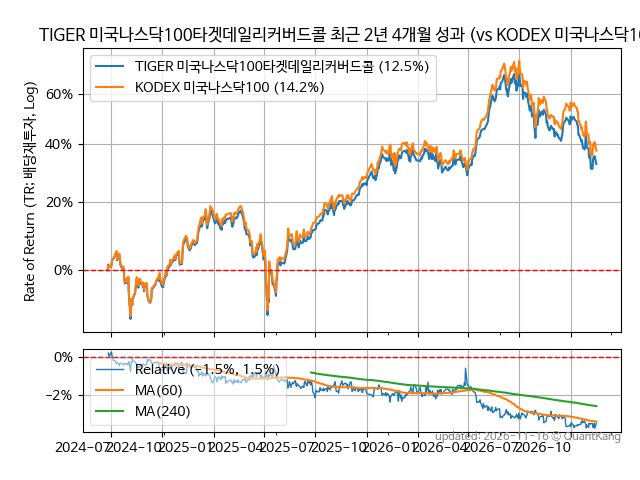 TIGER 미국나스닥100타겟데일리커버드콜 최근 2년 4개월 성과 (vs KODEX 미국나스닥10
Rate of Return (TR: 배당재투자, Log)
60%
40%
20%
0%
TIGER 미국나스닥100타겟데일리커버드콜 (12.5%)
KODEX 미국나스닥100 (14.2%)
0%
−2%
Relative (−1.5%, 1.5%)
MA(60)
MA(240)
2024-07 2024-10 2025-01 2025-04 2025-07 2025-10 2026-01 2026-04 2026-07 2026-10
updated: 2026-11-16 © QuantKang